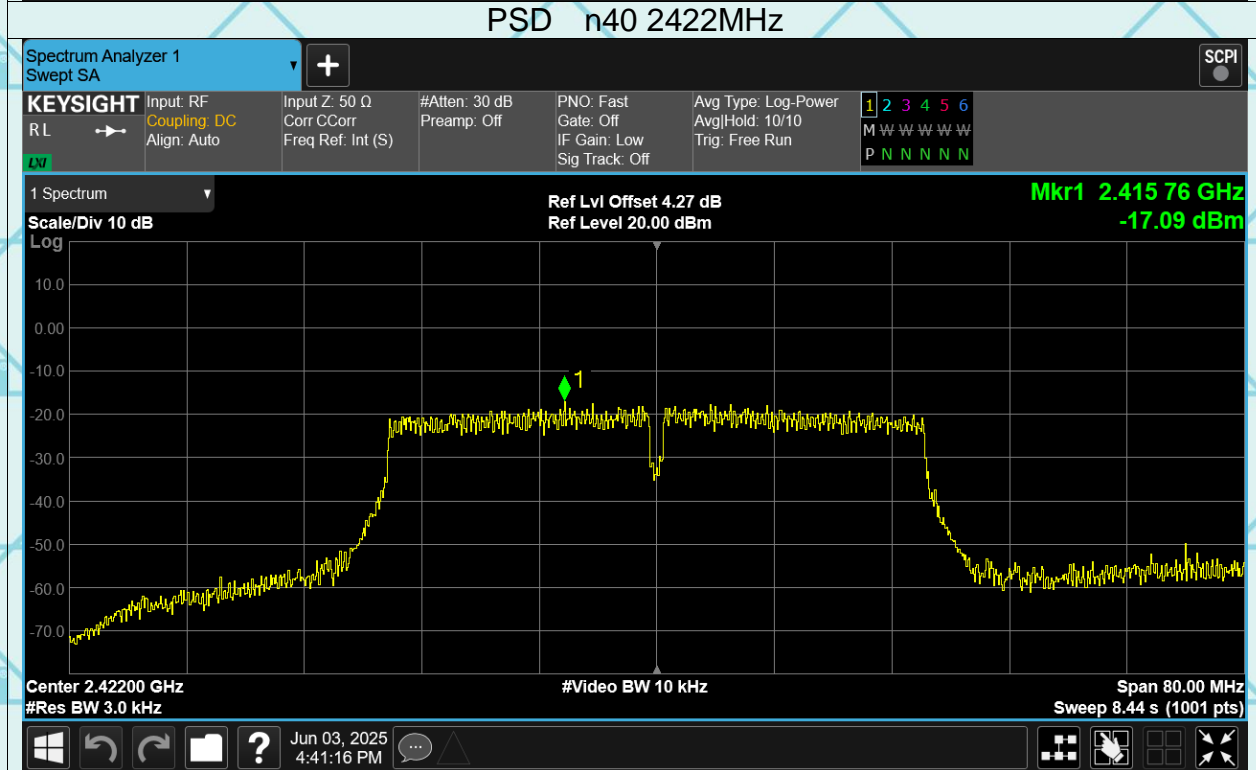 PSD n40 2422MHz
Spectrum Analyzer 1
Swept SA
SCPI
KEYSIGHT
RL
LXI
Input: RF
Coupling: DC
Align: Auto
Input Z: 50 Ω
Corr CCorr
Freq Ref: Int (S)
#Atten: 30 dB
Preamp: Off
PNO: Fast
Gate: Off
IF Gain: Low
Sig Track: Off
Avg Type: Log-Power
Avg|Hold: 10/10
Trig: Free Run
1 2 3 4 5 6
M W W W W W
P N N N N N
1 Spectrum
Scale/Div 10 dB
Log
Ref Lvl Offset 4.27 dB
Ref Level 20.00 dBm
Mkr1 2.415 76 GHz
-17.09 dBm
10.0
0.00
-10.0
-20.0
-30.0
-40.0
-50.0
-60.0
-70.0
1
Center 2.42200 GHz
#Res BW 3.0 kHz
#Video BW 10 kHz
Span 80.00 MHz
Sweep 8.44 s (1001 pts)
?
Jun 03, 2025
4:41:16 PM